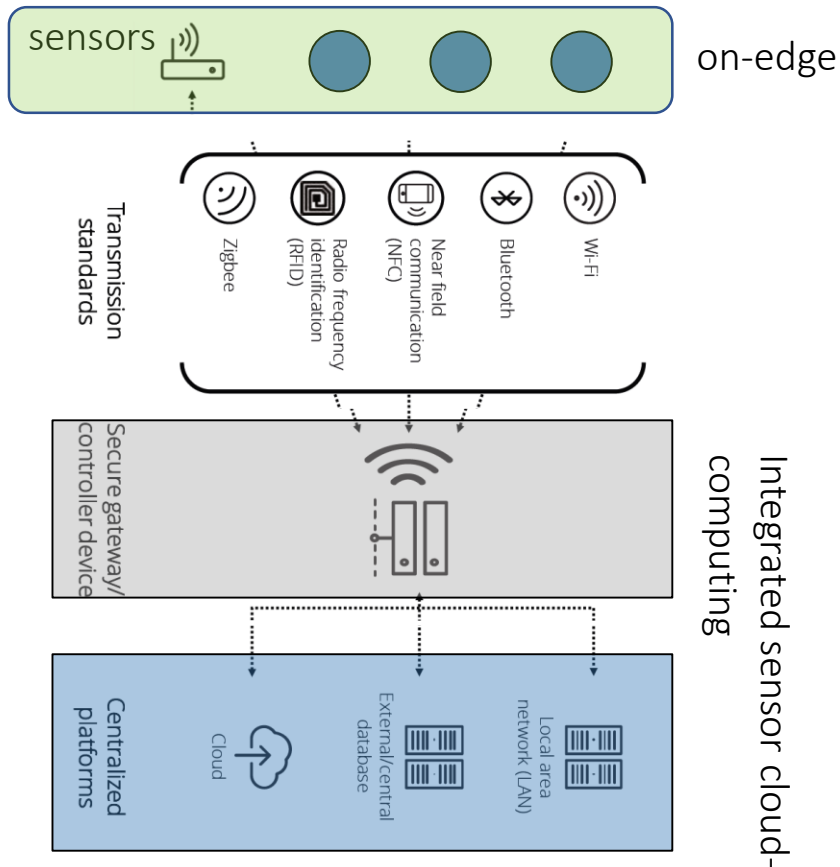 sensors
on-edge
Transmission
standards
Zigbee
Radio frequency
identification
(RFID)
Near field
communication
(NFC)
Bluetooth
Wi-Fi
Secure gateway/
controller device
Integrated sensor cloud-
computing
Centralized
platforms
Cloud
External/central
database
Local area
network (LAN)